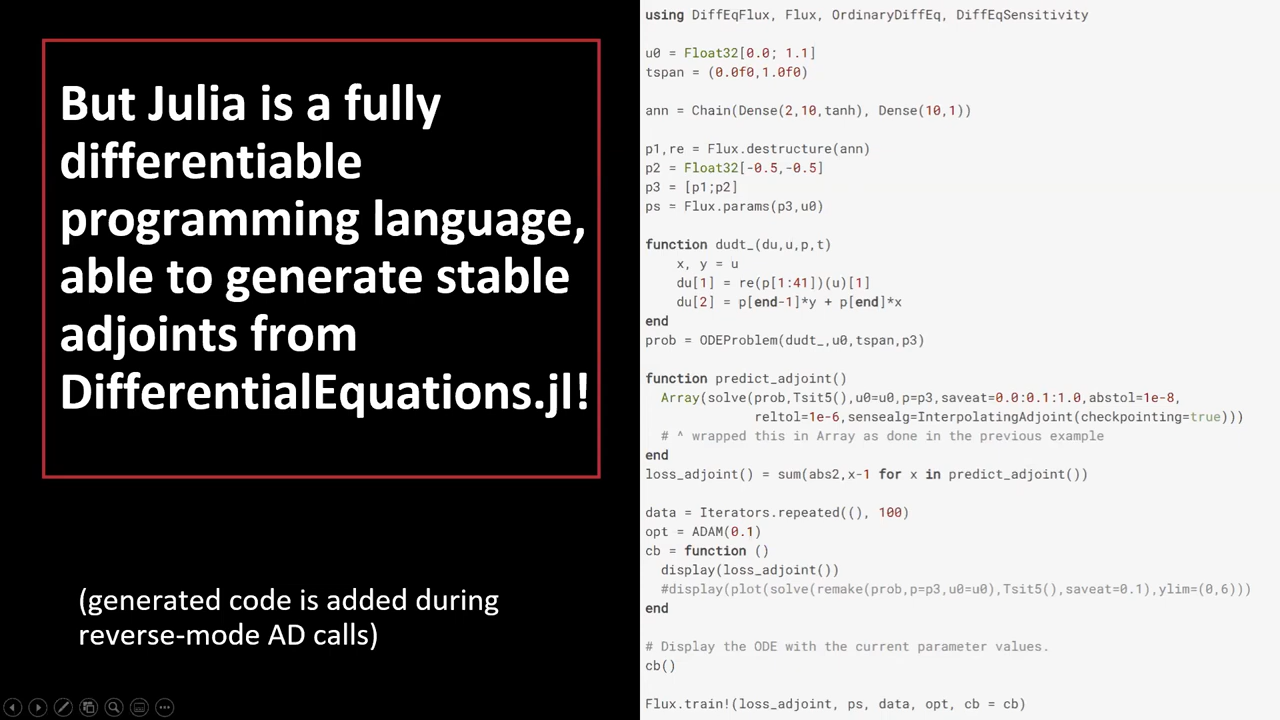 But Julia is a fully
differentiable
programming language,
able to generate stable
adjoints from
DifferentialEquations.jl!
(generated code is added during
reverse-mode AD calls)
using DiffEqFlux, Flux, OrdinaryDiffEq, DiffEqSensitivity
u0 = Float32[0.0; 1.1]
tspan = (0.0f0,1.0f0)
ann = Chain(Dense(2,10,tanh), Dense(10,1))
p1,re = Flux.destructure(ann)
p2 = Float32[-0.5,-0.5]
p3 = [p1;p2]
ps = Flux.params(p3,u0)
function dudt_(du,u,p,t)
    x, y = u
    du[1] = re(p[1:41])(u)[1]
    du[2] = p[end-1]*y + p[end]*x
end
prob = ODEProblem(dudt_,u0,tspan,p3)
function predict_adjoint()
  Array(solve(prob,Tsit5(),u0=u0,p=p3,saveat=0.0:0.1:1.0,abstol=1e-8,
              reltol=1e-6,sensealg=InterpolatingAdjoint(checkpointing=true)))
  # ^ wrapped this in Array as done in the previous example
end
loss_adjoint() = sum(abs2,x-1 for x in predict_adjoint())
data = Iterators.repeated((), 100)
opt = ADAM(0.1)
cb = function ()
  display(loss_adjoint())
  #display(plot(solve(remake(prob,p=p3,u0=u0),Tsit5(),saveat=0.1),ylim=(0,6)))
end
# Display the ODE with the current parameter values.
cb()
Flux.train!(loss_adjoint, ps, data, opt, cb = cb)